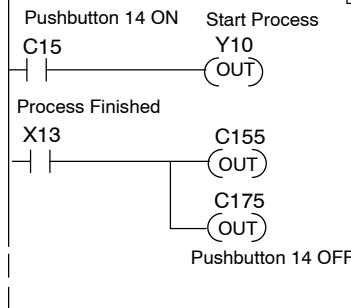 Pushbutton 14 ON
Start Process
C15
Y10
OUT
Process Finished
X13
C155
OUT
C175
OUT
Pushbutton 14 OFF